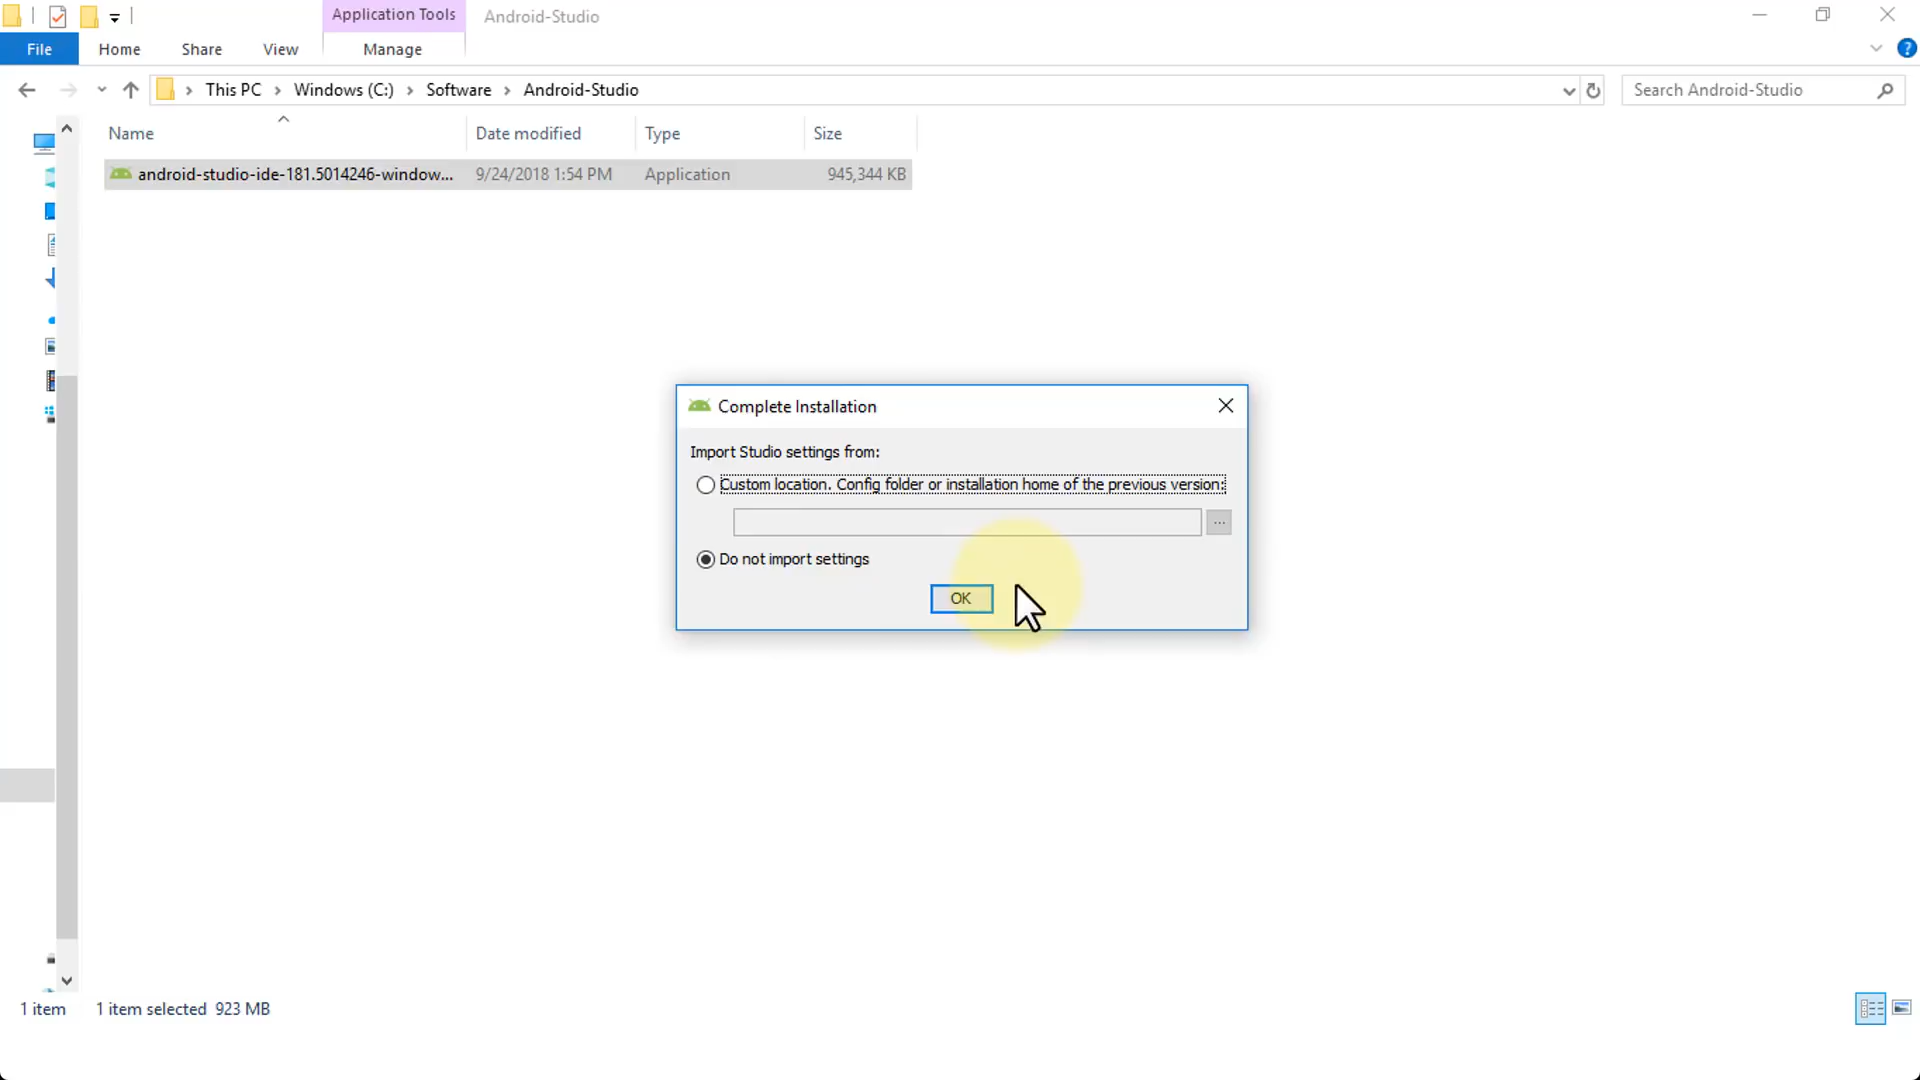 Application Tools
Android-Studio
File
Home
Share
View
Manage
This PC
Windows (C:)
Software
Android-Studio
Search Android-Studio
Name
Date modified
Type
Size
android-studio-ide-181.5014246-window...
9/24/2018 1:54 PM
Application
945,344 KB
Complete Installation
Import Studio settings from:
Custom location. Config folder or installation home of the previous version:
...
Do not import settings
OK
1 item
1 item selected 923 MB